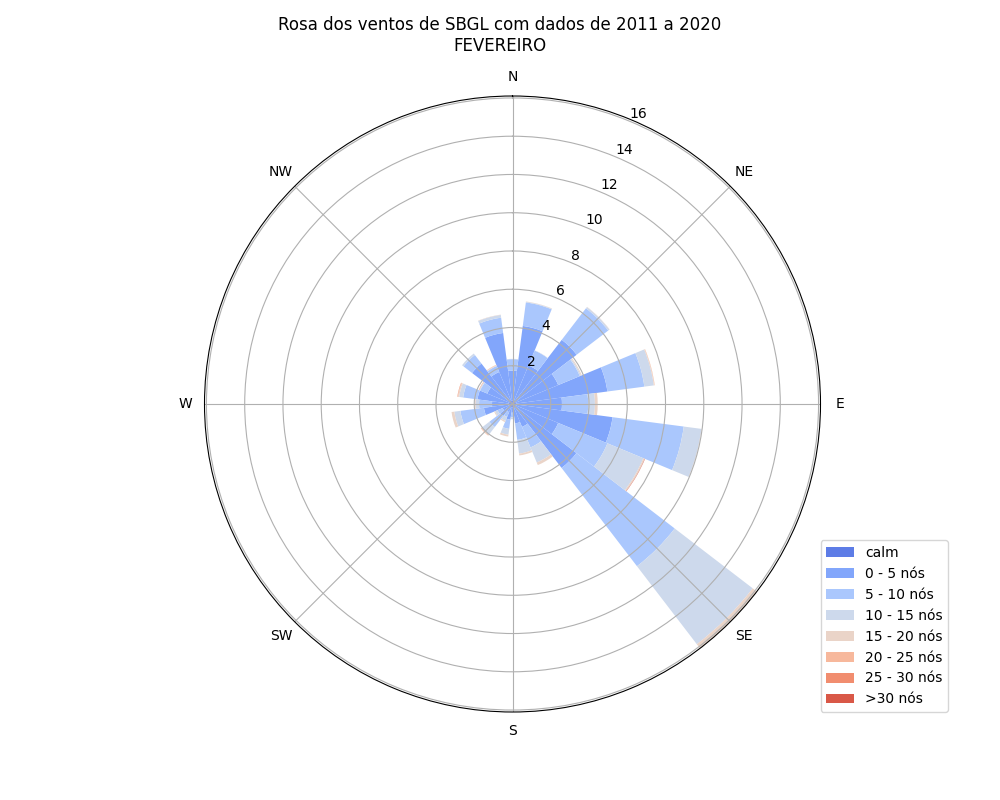 Rosa dos ventos de SBGL com dados de 2011 a 2020
FEVEREIRO
N
16
14
NW
NE
12
10
8
6
4
2
W
E
SW
SE
S
calm
0 - 5 nós
5 - 10 nós
10 - 15 nós
15 - 20 nós
20 - 25 nós
25 - 30 nós
>30 nós